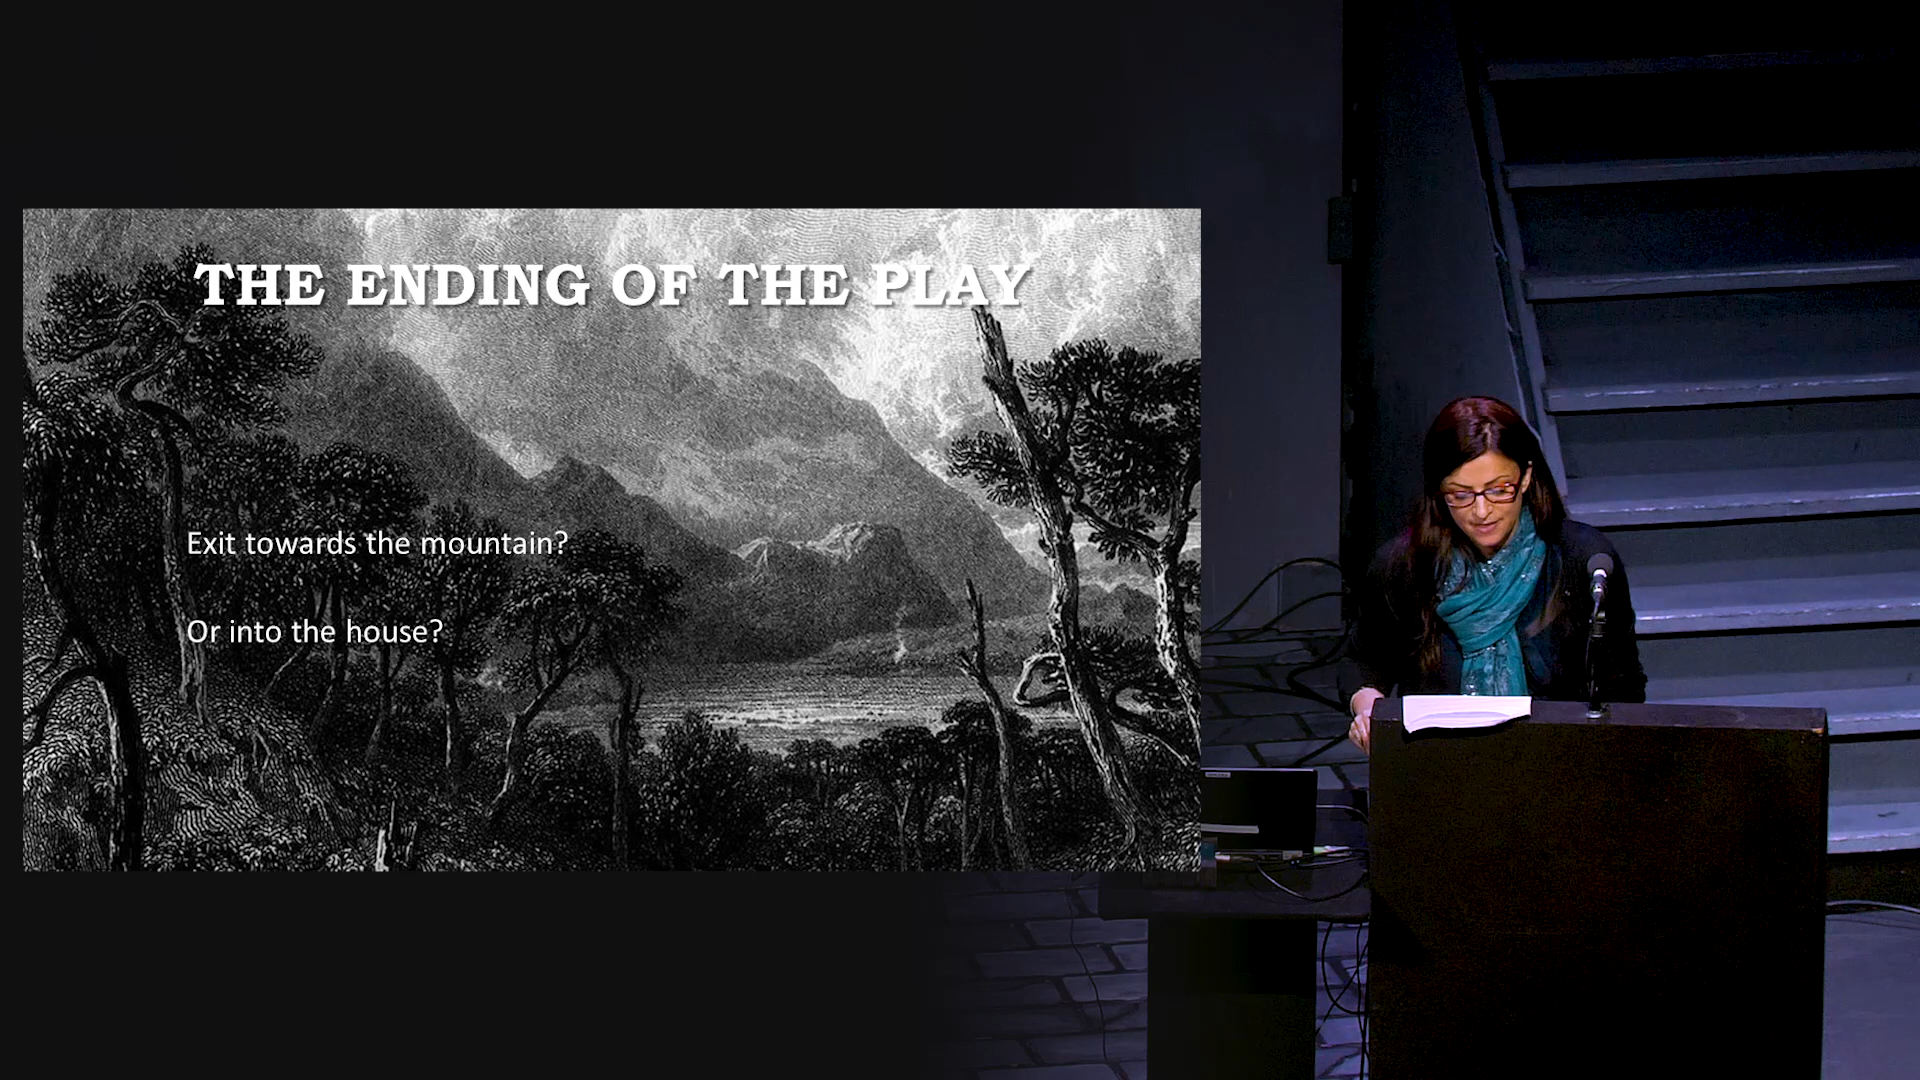 THE ENDING OF THE PLAY
Exit towards the mountain?
Or into the house?